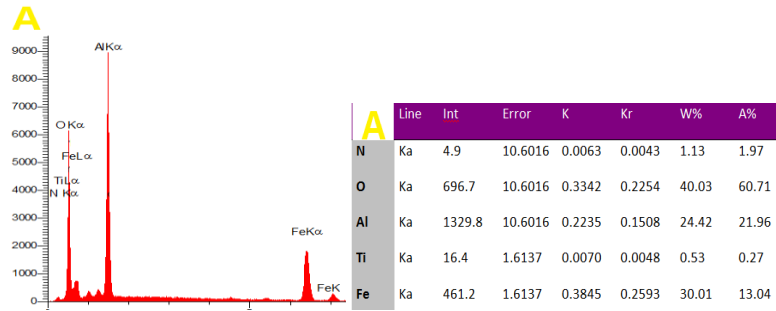 A
9000
8000
7000
6000
5000
4000
3000
2000
1000
0
AlKα
O Kα
FeLα
TiLα
N Kα
FeKα
FeK
0
A Line Int Error K Kr W% A%
N Ka 4.9 10.6016 0.0063 0.0043 1.13 1.97
O Ka 696.7 10.6016 0.3342 0.2254 40.03 60.71
Al Ka 1329.8 10.6016 0.2235 0.1508 24.42 21.96
Ti Ka 16.4 1.6137 0.0070 0.0048 0.53 0.27
Fe Ka 461.2 1.6137 0.3845 0.2593 30.01 13.04